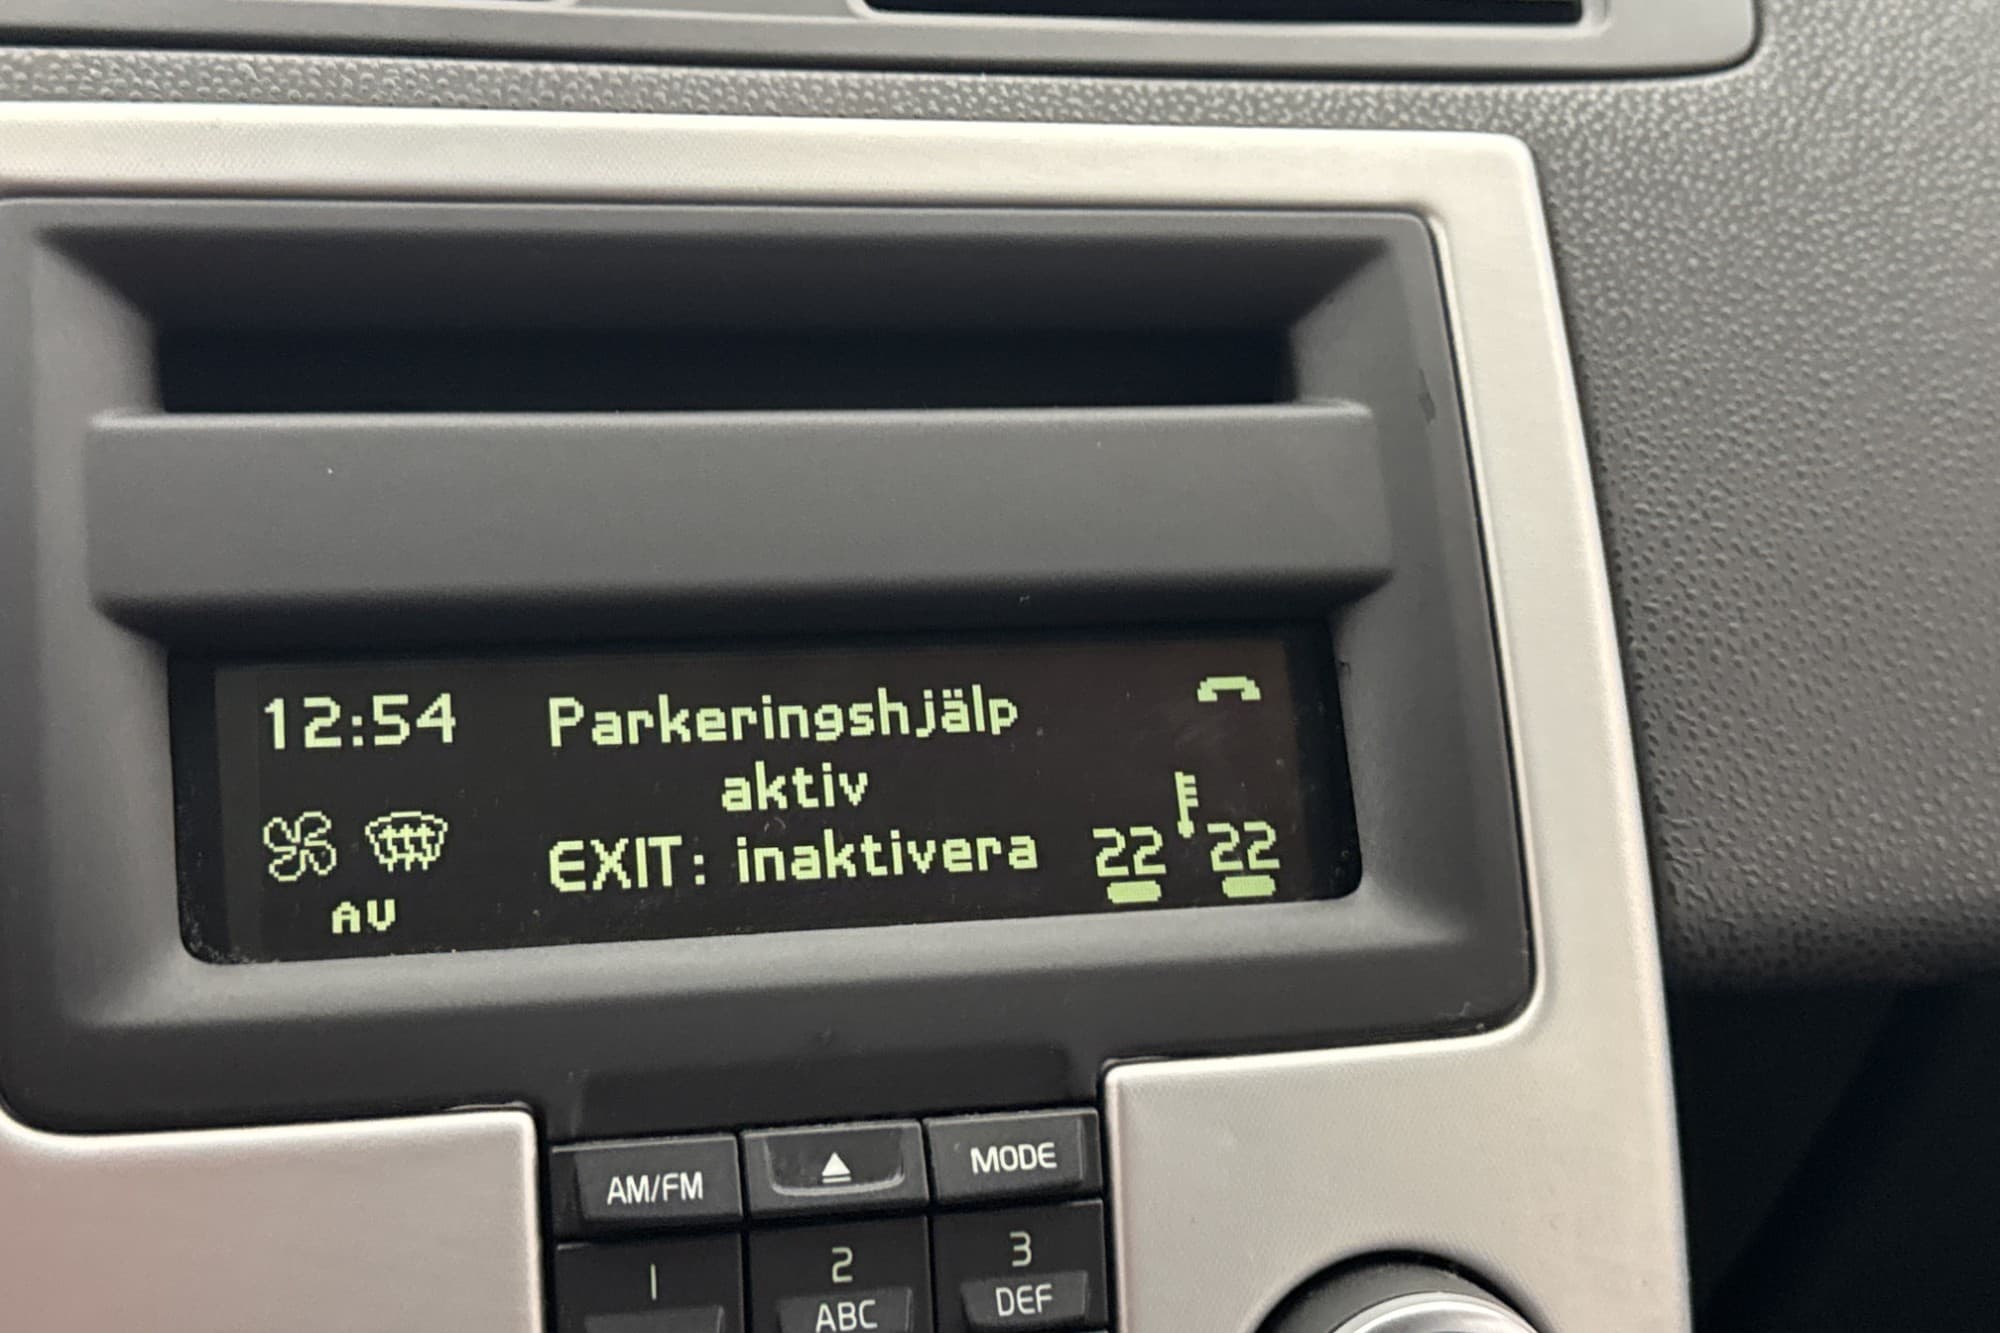 12:54 Parkeringshjälp
aktiv
EXIT: inaktivera 22 22
AV
AM/FM MODE
1 2 3
ABC DEF